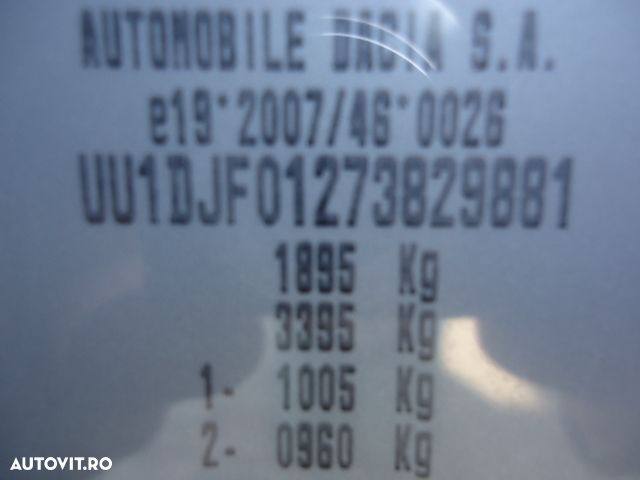 AUTOMOBILE DACIA S.A.
e19*2007/46*0026
UU1DJF01273829881
1895 Kg
3395 Kg
1- 1005 Kg
2- 0960 Kg
AUTOVIT.RO